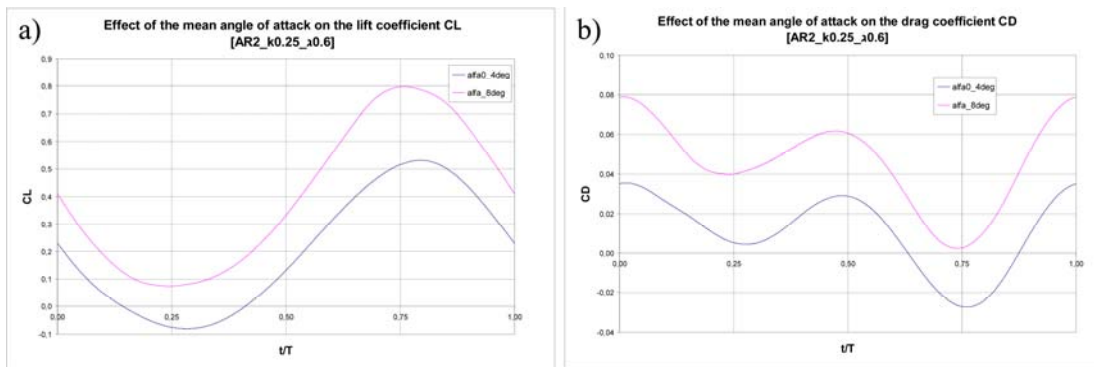 a)
Effect of the mean angle of attack on the lift coefficient CL
[AR2_k0.25_λ0.6]
0,9
0,8
0,7
0,6
0,5
0,4
0,3
0,2
0,1
0,0
-0,1
CL
0,00
0,25
0,50
0,75
1,00
t/T
alfa0_4deg
alfa_8deg
b)
Effect of the mean angle of attack on the drag coefficient CD
[AR2_k0.25_λ0.6]
0,10
0,08
0,06
0,04
0,02
0,00
-0,02
-0,04
CD
0,00
0,25
0,50
0,75
1,00
t/T
alfa0_4deg
alfa_8deg